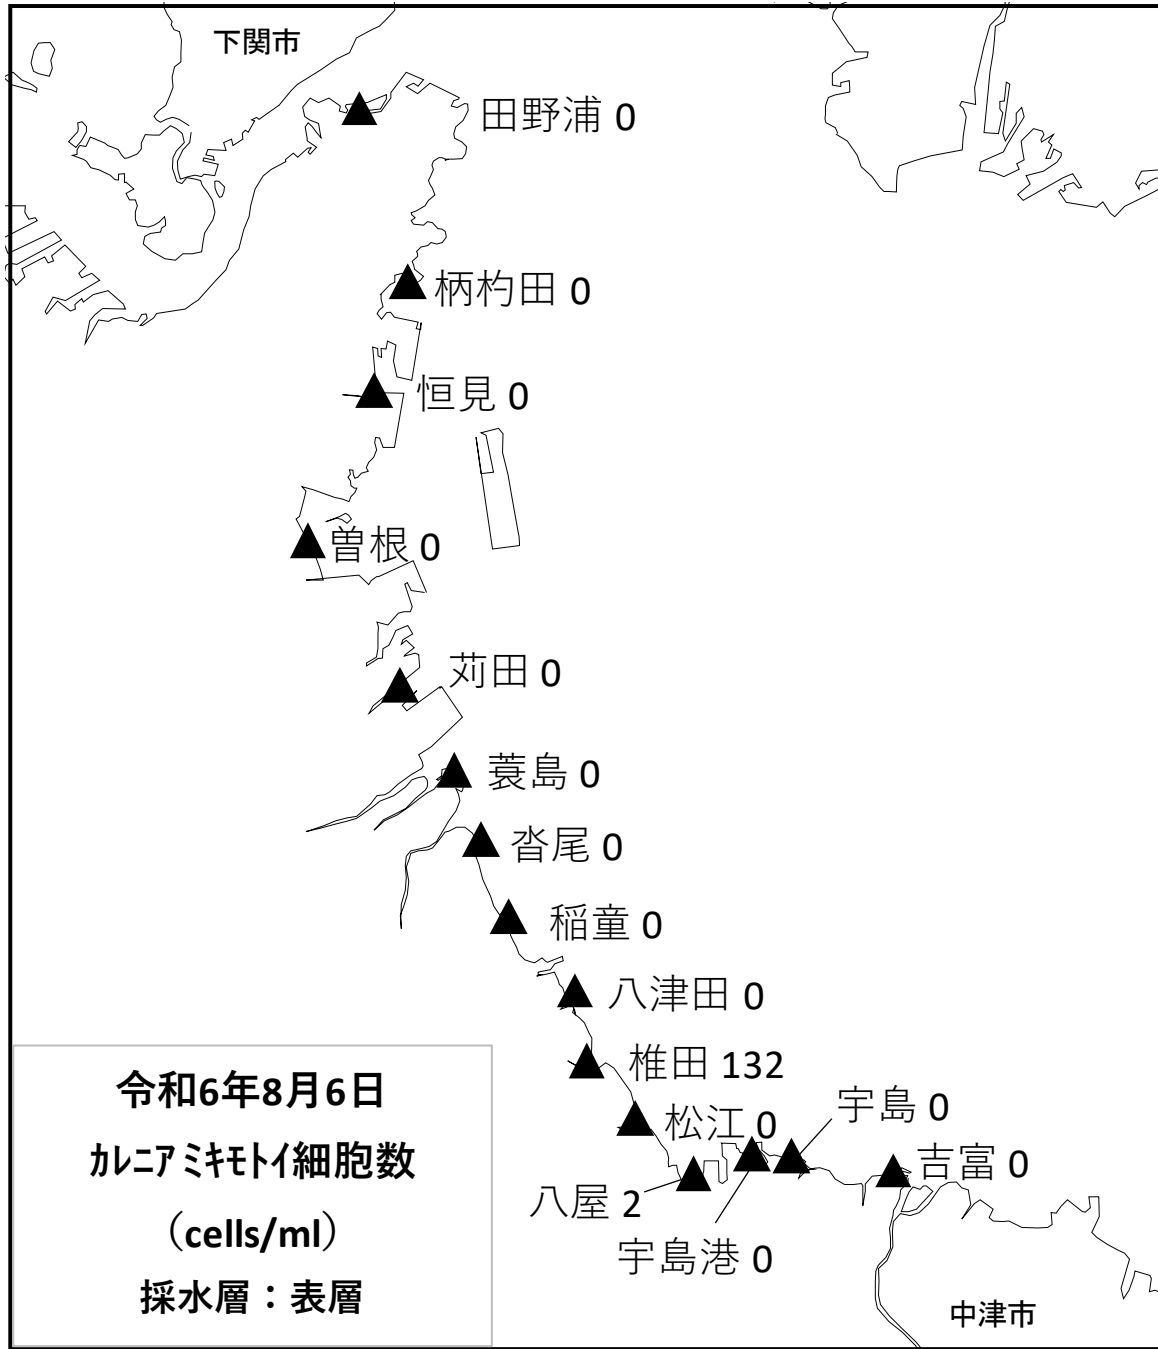 下関市
田野浦 0
柄杓田 0
恒見 0
曽根 0
苅田 0
蓑島 0
沓尾 0
稲童 0
八津田 0
椎田 132
松江 0
宇島 0
吉富 0
八屋 2
宇島港 0
中津市
令和6年8月6日
ｶﾚﾆｱ ﾐｷﾓﾄｲ細胞数
（cells/ml）
採水層：表層